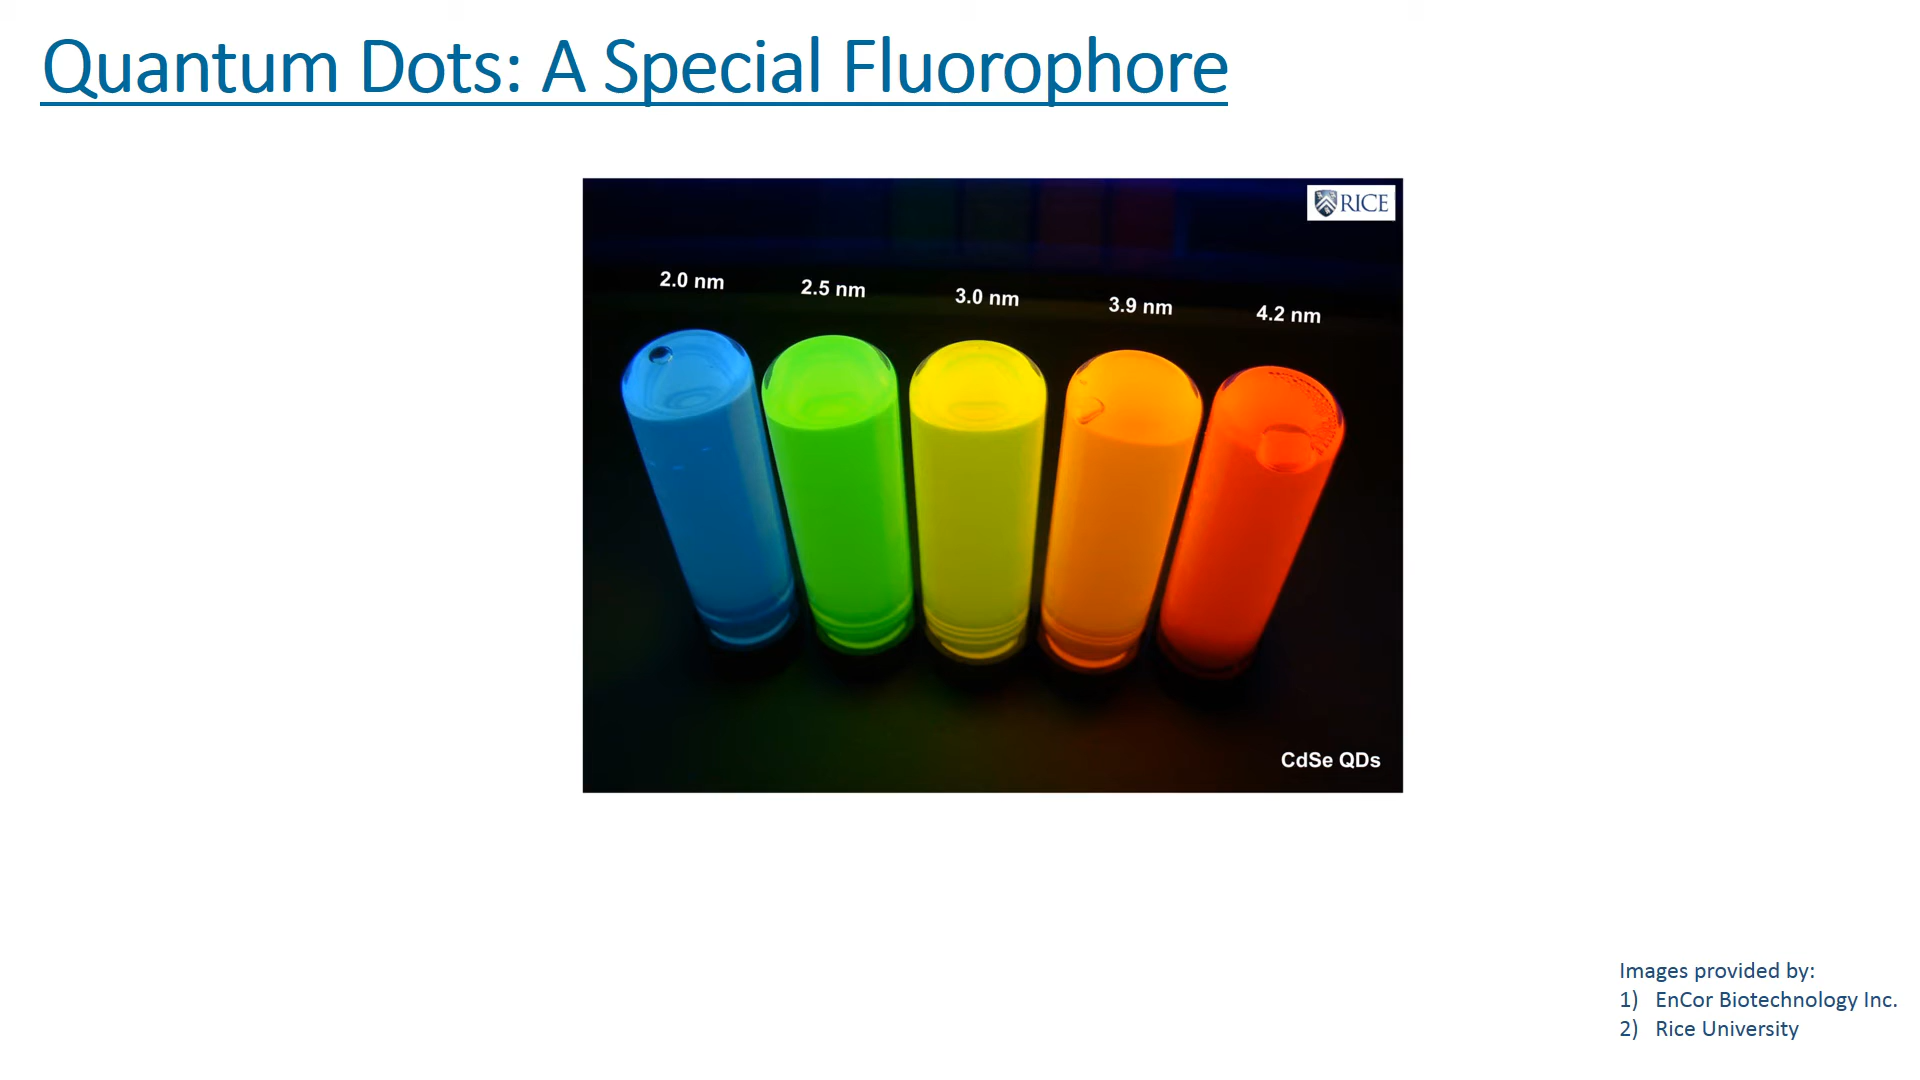 Quantum Dots: A Special Fluorophore
RICE
2.0 nm
2.5 nm
3.0 nm
3.9 nm
4.2 nm
CdSe QDs
Images provided by:
1) EnCor Biotechnology Inc.
2) Rice University